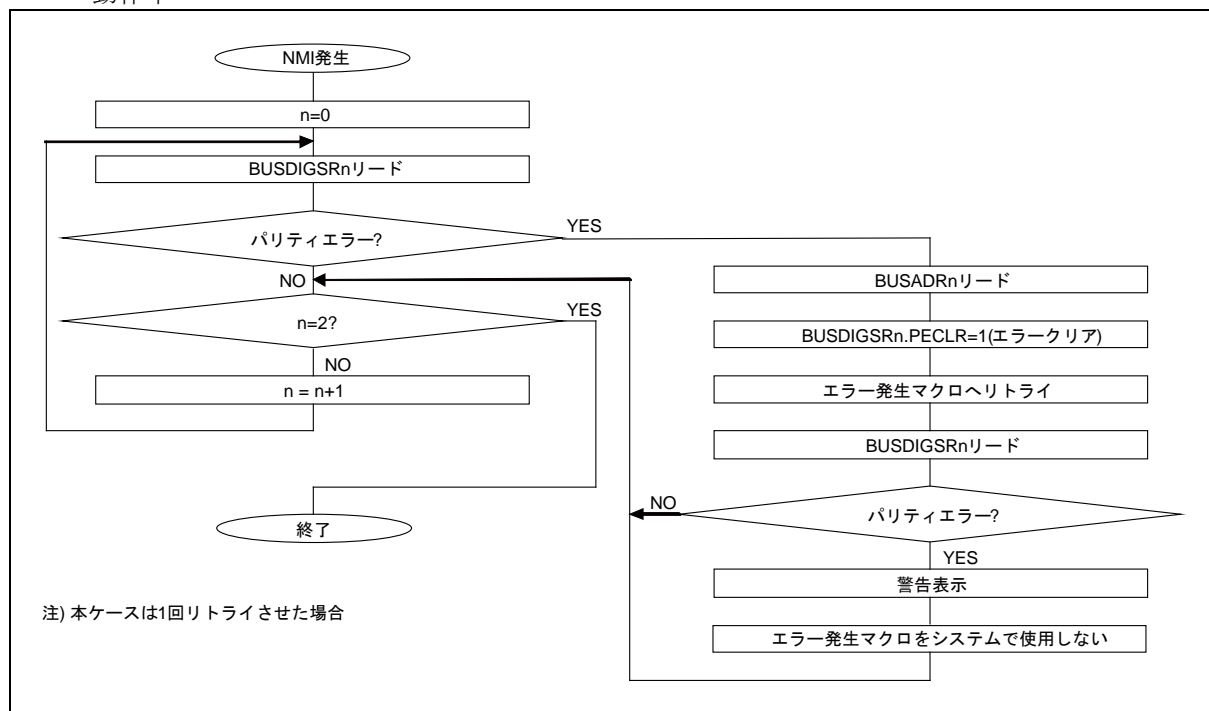 NMI発生
n=0
BUSDIGSRnリード
パリティエラー?
YES
NO
n=2?
YES
NO
n = n+1
終了
BUSADRnリード
BUSDIGSRn.PECLR=1(エラークリア)
エラー発生マクロへリトライ
BUSDIGSRnリード
パリティエラー?
NO
YES
警告表示
エラー発生マクロをシステムで使用しない
注) 本ケースは1回リトライさせた場合